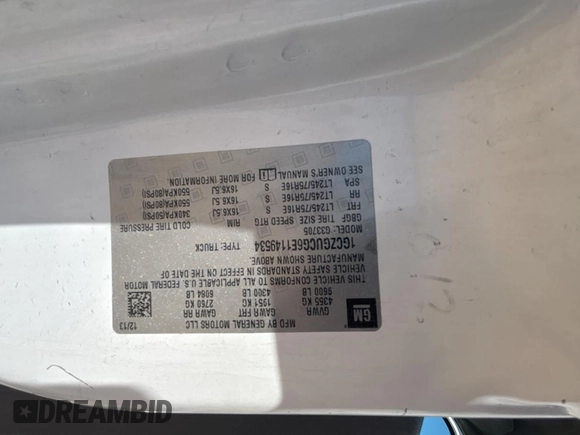 GM
MFD BY GENERAL MOTORS LLC
12/13
GVWR GAWR FRT GAWR RR
4365 KG 1951 KG 2760 KG
9600 LB 4300 LB 6084 LB
THIS VEHICLE CONFORMS TO ALL APPLICABLE U.S. FEDERAL MOTOR
VEHICLE SAFETY STANDARDS IN EFFECT ON THE DATE OF
MANUFACTURE SHOWN ABOVE.
1GCZGUCG6E1149534 TYPE: TRUCK
MODEL: G33705
GBGF TIRE SIZE SPEED RTG RIM COLD TIRE PRESSURE
FRT LT245/75R16E S 16X6.5J 340KPA(50PSI)
RR LT245/75R16E S 16X6.5J 550KPA(80PSI)
SPA LT245/75R16E S 16X6.5J 550KPA(80PSI)
SEE OWNER'S MANUAL FOR MORE INFORMATION
DREAMBID